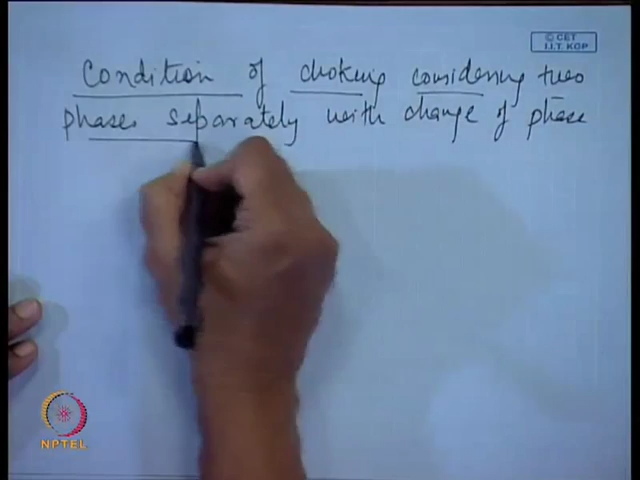 © CET
I.I.T. KGP
Condition of choking considering two
phases separately with change of phase
NPTEL